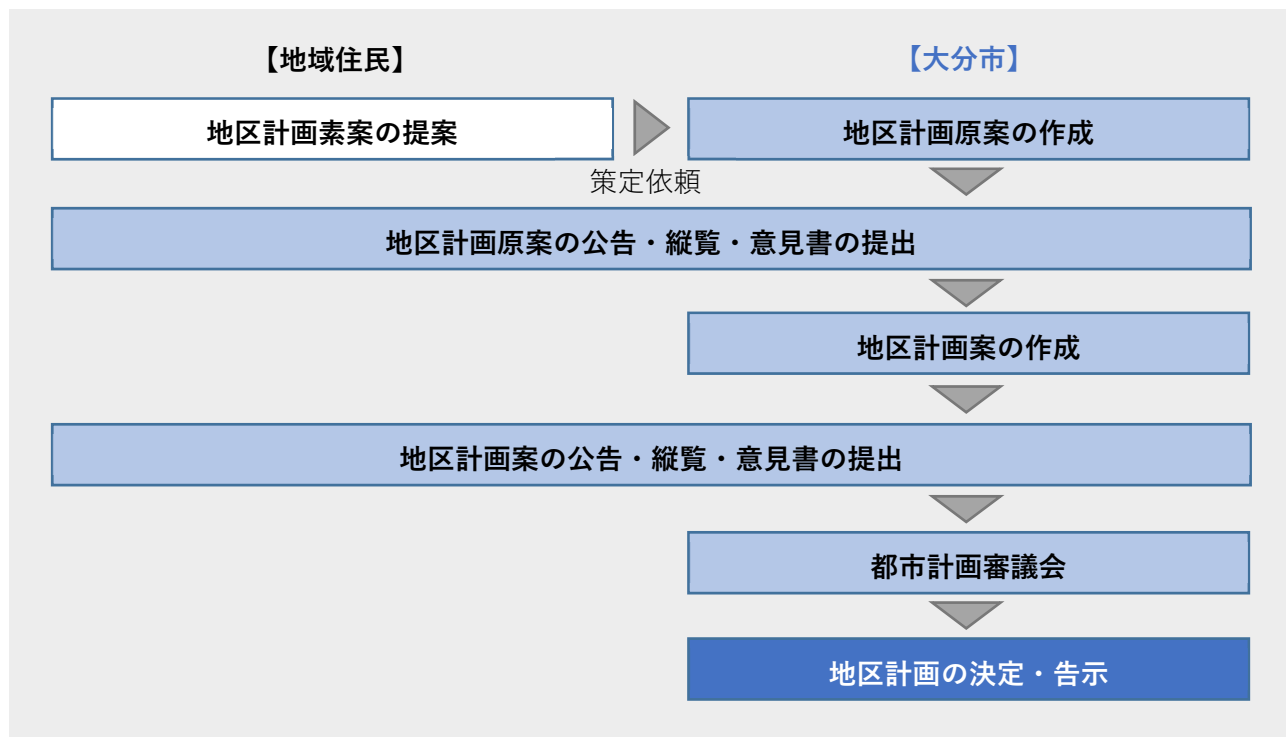 【地域住民】
【大分市】
地区計画素案の提案
地区計画原案の作成
策定依頼
地区計画原案の公告・縦覧・意見書の提出
地区計画案の作成
地区計画案の公告・縦覧・意見書の提出
都市計画審議会
地区計画の決定・告示